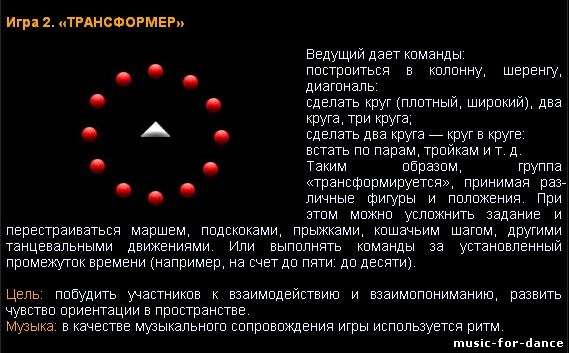 Игра 2. «ТРАНСФОРМЕР»
Ведущий дает команды:
построиться в колонну, шеренгу,
диагональ:
сделать круг (плотный, широкий), два
круга, три круга;
сделать два круга — круг в круге:
встать по парам, тройкам и т. д.
Таким образом, группа
«трансформируется», принимая раз-
личные фигуры и положения. При
этом можно усложнить задание и
перестраиваться маршем, подскоками, прыжками, кошачьим шагом, другими
танцевальными движениями. Или выполнять команды за установленный
промежуток времени (например, на счет до пяти: до десяти).
Цель: побудить участников к взаимодействию и взаимопониманию, развить
чувство ориентации в пространстве.
Музыка: в качестве музыкального сопровождения игры используется ритм.
music-for-dance